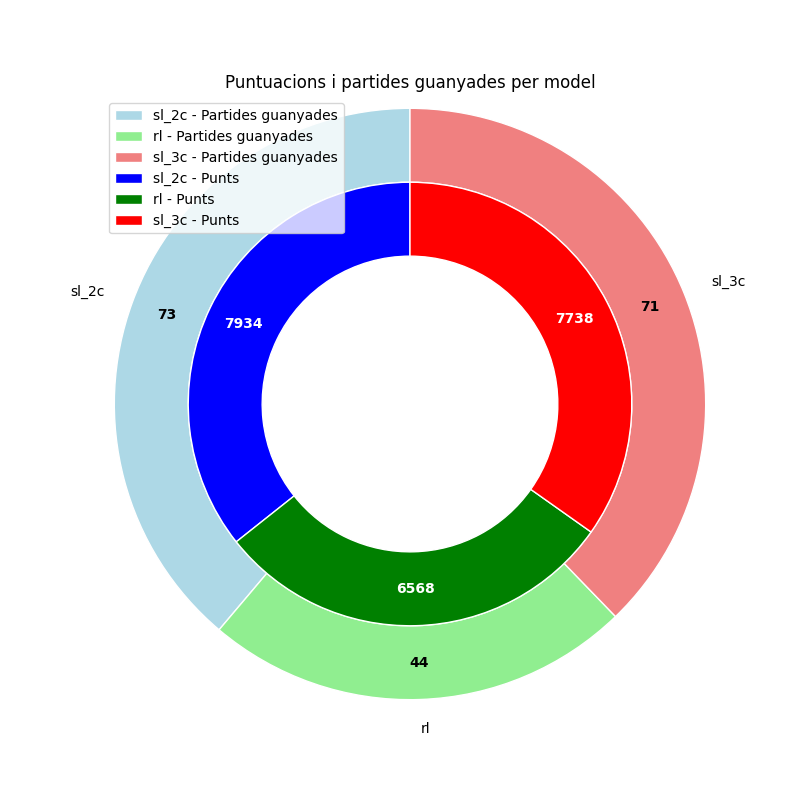 Puntuacions i partides guanyades per model
sl_2c - Partides guanyades
rl - Partides guanyades
sl_3c - Partides guanyades
sl_2c - Punts
rl - Punts
sl_3c - Punts
sl_2c
sl_3c
73
71
7934
7738
6568
44
rl